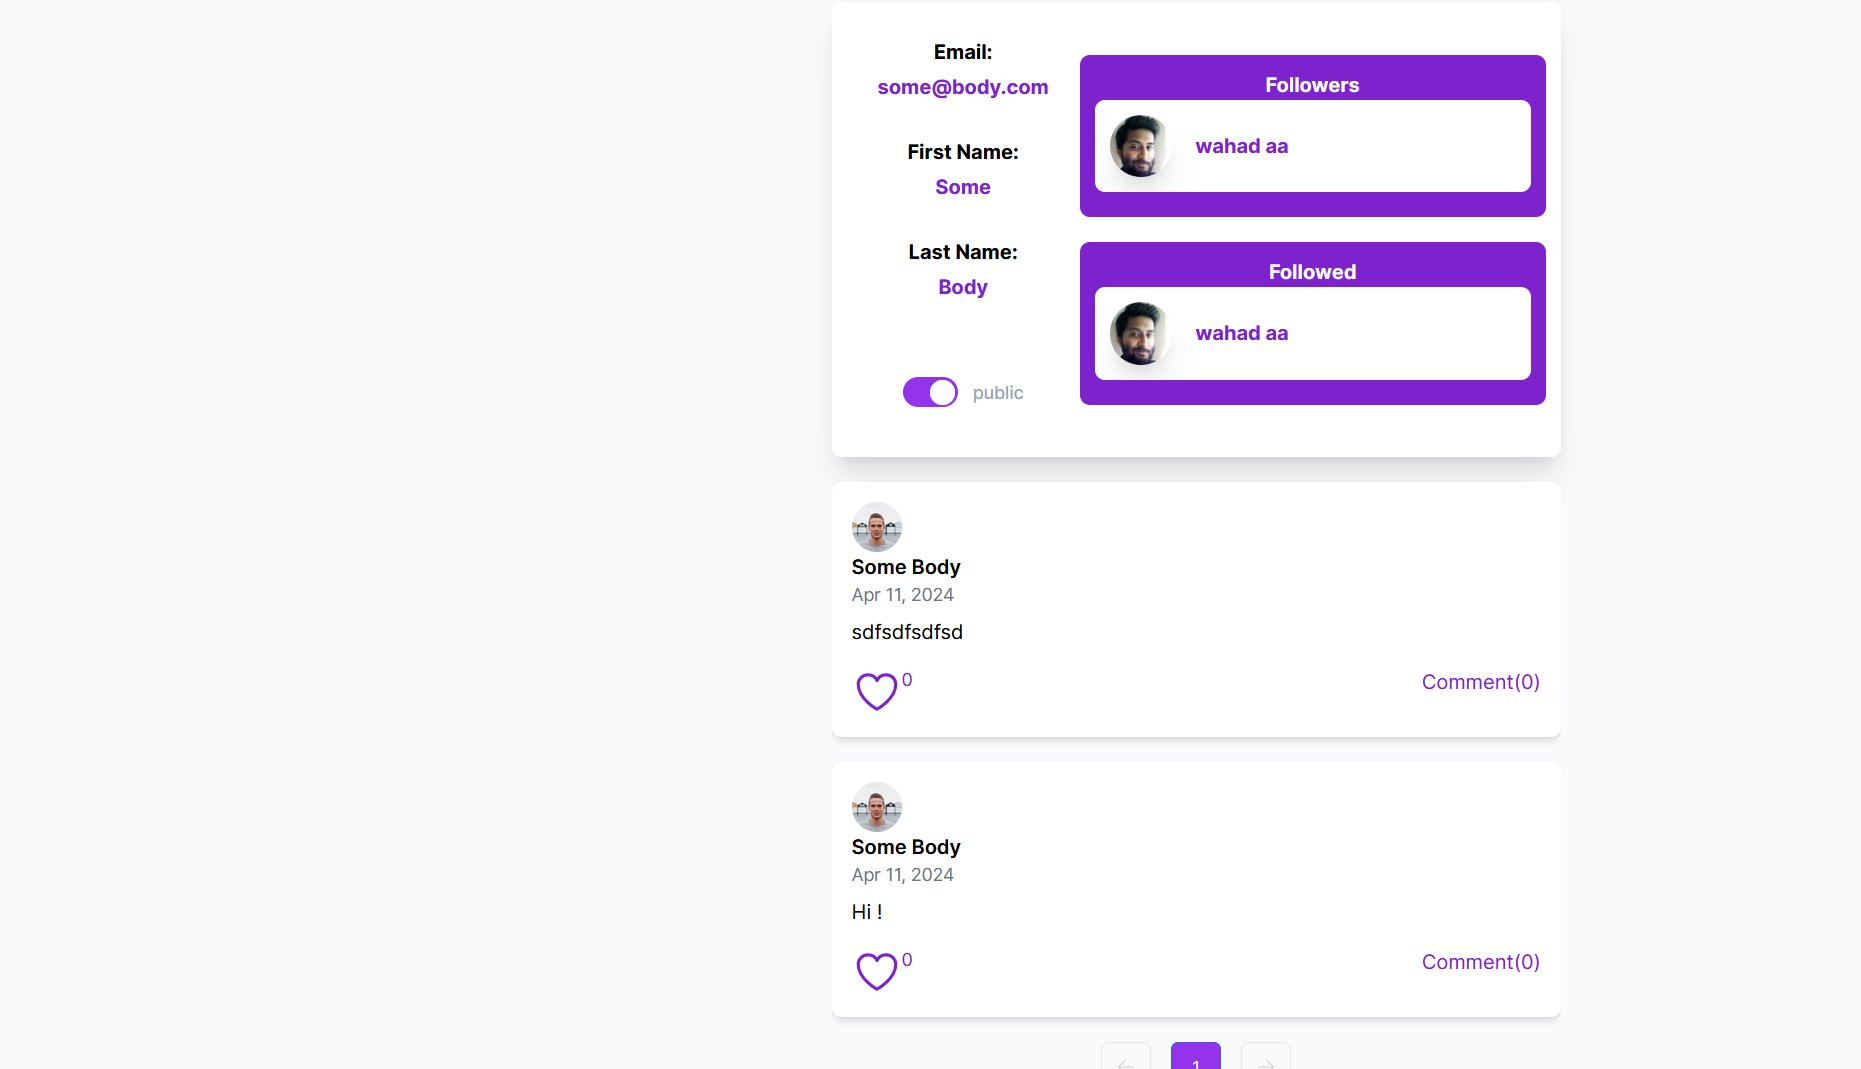 Email:
some@body.com
First Name:
Some
Last Name:
Body
public
Followers
wahad aa
Followed
wahad aa
Some Body
Apr 11, 2024
sdfsdfsdfsd
0
Comment(0)
Some Body
Apr 11, 2024
Hi !
0
Comment(0)
1